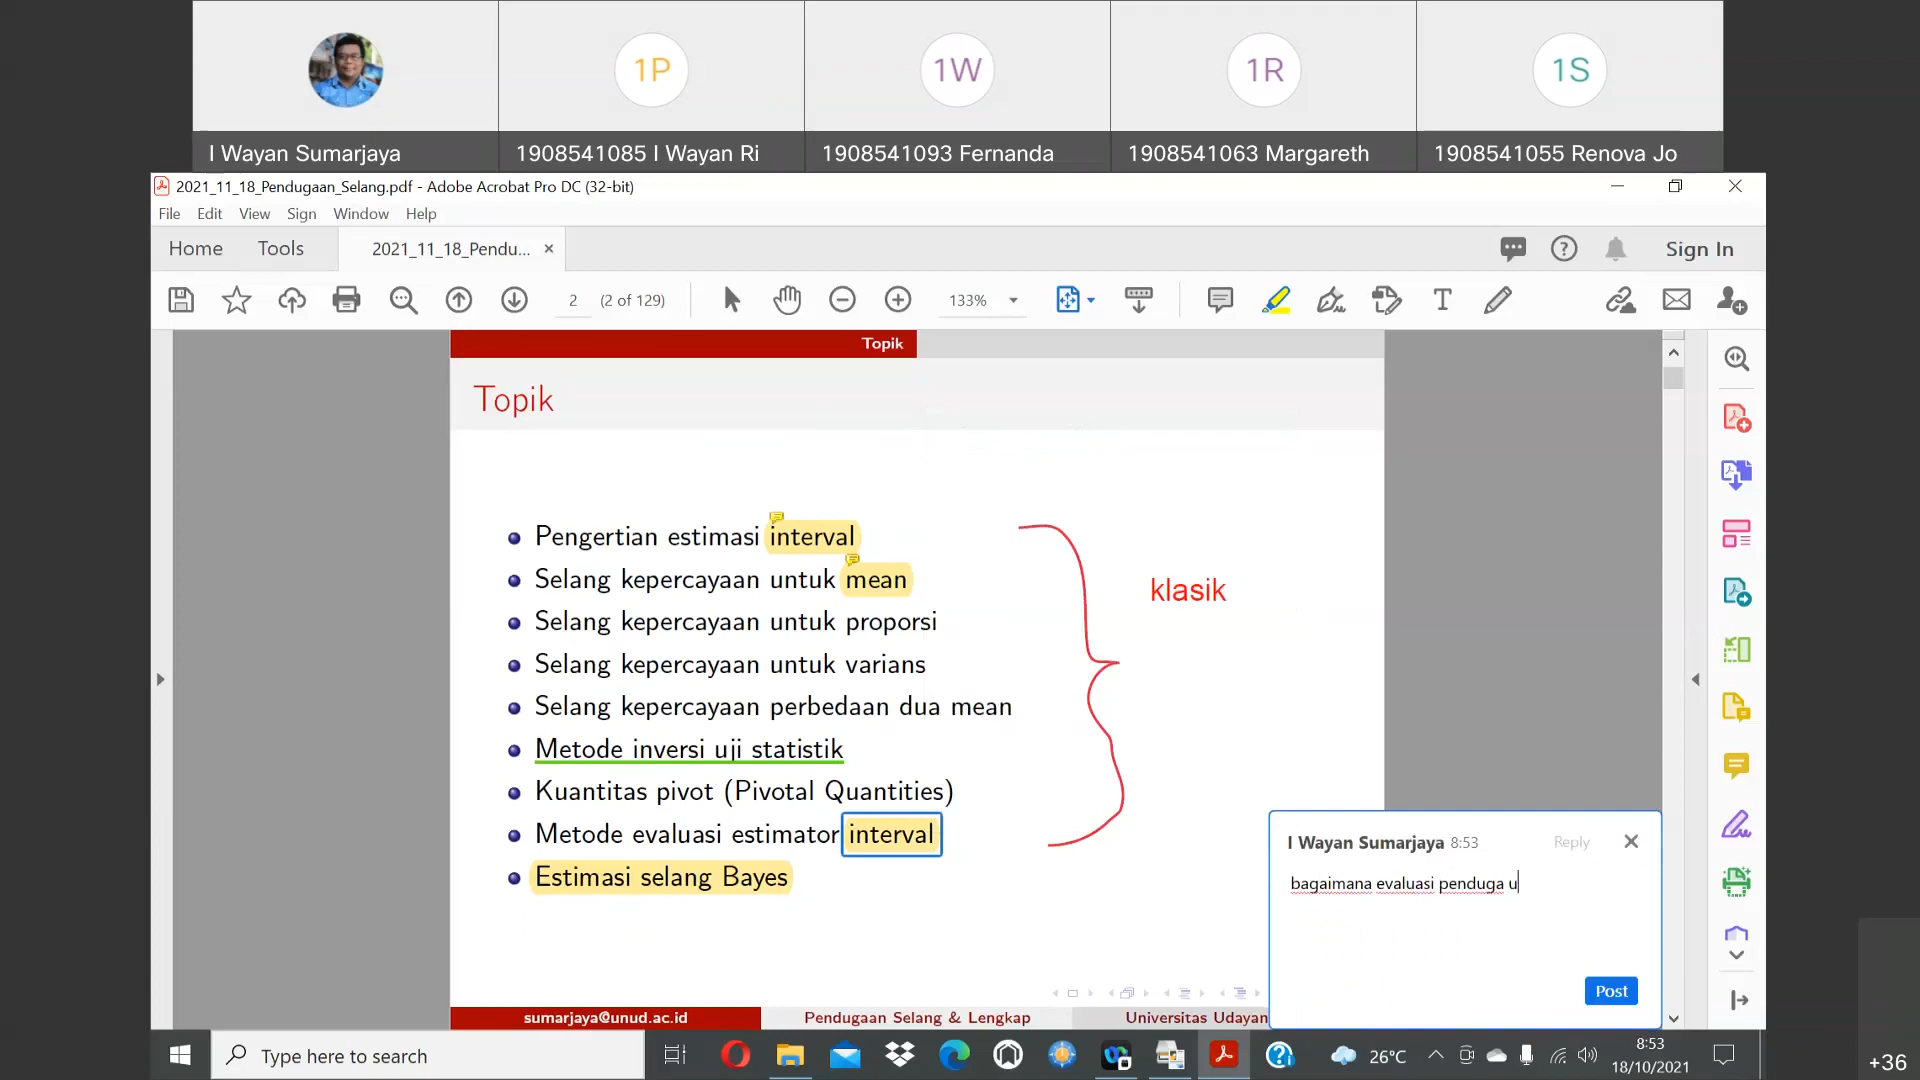 1P
1W
1R
1S
I Wayan Sumarjaya
1908541085 I Wayan Ri
1908541093 Fernanda
1908541063 Margareth
1908541055 Renova Jo
2021_11_18_Pendugaan_Selang.pdf - Adobe Acrobat Pro DC (32-bit)
File Edit View Sign Window Help
Home Tools 2021_11_18_Pendu... Sign In
2 (2 of 129) 133%
Topik
Topik
Pengertian estimasi interval
Selang kepercayaan untuk mean
Selang kepercayaan untuk proporsi
Selang kepercayaan untuk varians
Selang kepercayaan perbedaan dua mean
Metode inversi uji statistik
Kuantitas pivot (Pivotal Quantities)
Metode evaluasi estimator interval
Estimasi selang Bayes
klasik
I Wayan Sumarjaya 8:53 Reply
bagaimana evaluasi penduga u
Post
sumarjaya@unud.ac.id Pendugaan Selang & Lengkap Universitas Udayan
Type here to search
26°C
8:53
18/10/2021
+36